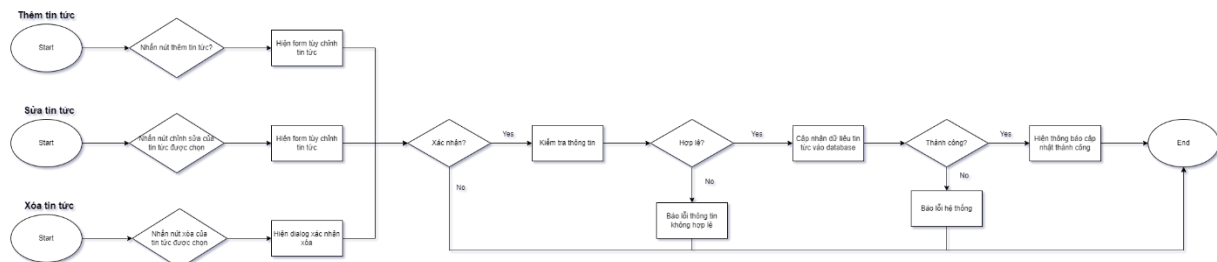 Thêm tin tức
Start
Nhấn nút thêm tin tức?
Hiện form tùy chỉnh
tin tức
Sửa tin tức
Start
Nhấn nút chỉnh sửa của
tin tức được chọn
Hiện form tùy chỉnh
tin tức
Xác nhận?
Yes
Kiểm tra thông tin
Hợp lệ?
Yes
Cập nhận dữ liệu tin
tức vào database
Thành công?
Yes
Hiện thông báo cập
nhật thành công
End
No
No
No
Báo lỗi thông tin
không hợp lệ
Báo lỗi hệ thống
Xóa tin tức
Start
Nhấn nút xóa của
tin tức được chọn
Hiện dialog xác nhận
xóa